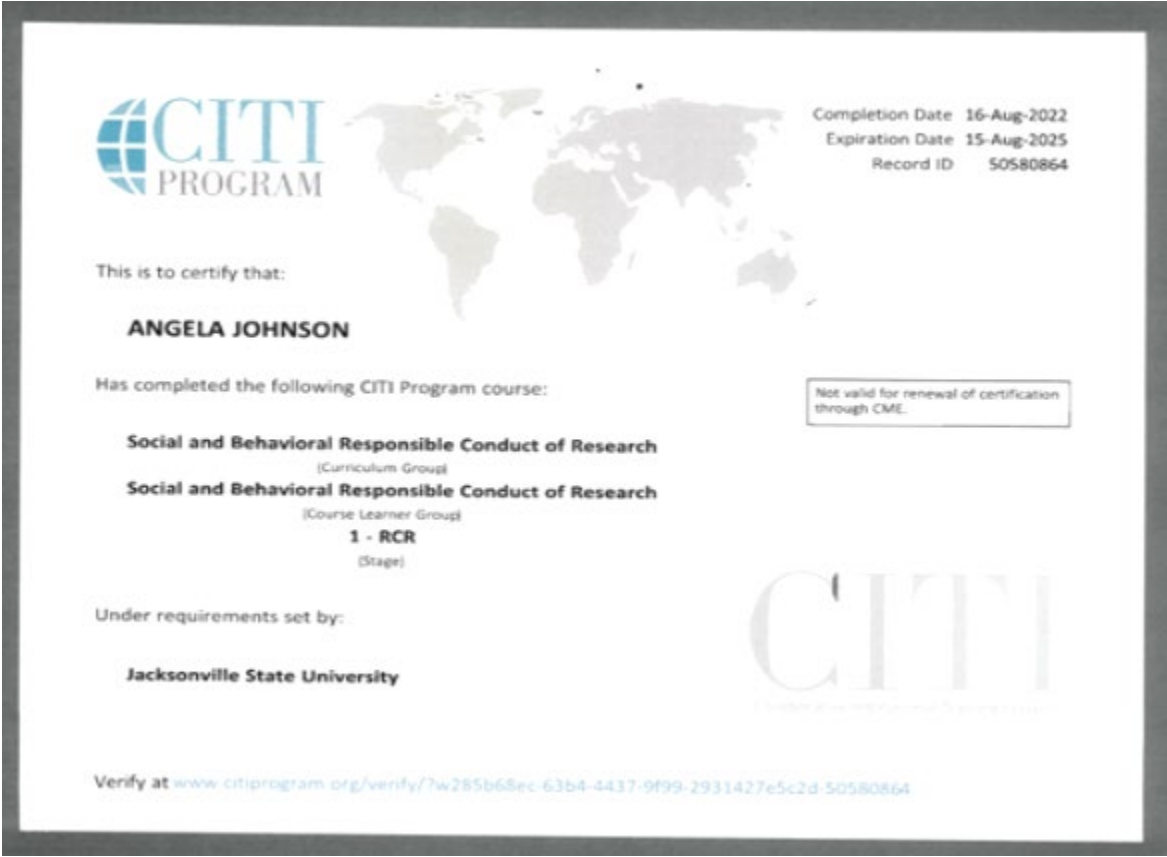 CITI
PROGRAM
Completion Date 16-Aug-2022
Expiration Date 15-Aug-2025
Record ID 50580864
This is to certify that:
ANGELA JOHNSON
Has completed the following CITI Program course:
Not valid for renewal of certification
through CME.
Social and Behavioral Responsible Conduct of Research
(Curriculum Group)
Social and Behavioral Responsible Conduct of Research
(Course Learner Group)
1 - RCR
(Stage)
Under requirements set by:
Jacksonville State University
CITI
Verify at www.citiprogram.org/verify/?w285b68ec-63b4-4437-9f99-2931427e5c2d-50580864